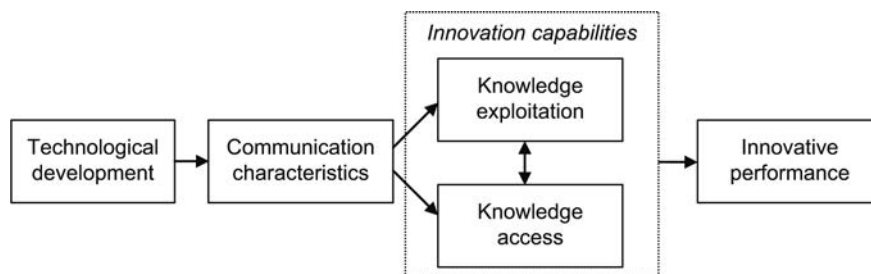 Innovation capabilities
Knowledge
exploitation
Technological
development
Communication
characteristics
Innovative
performance
Knowledge
access